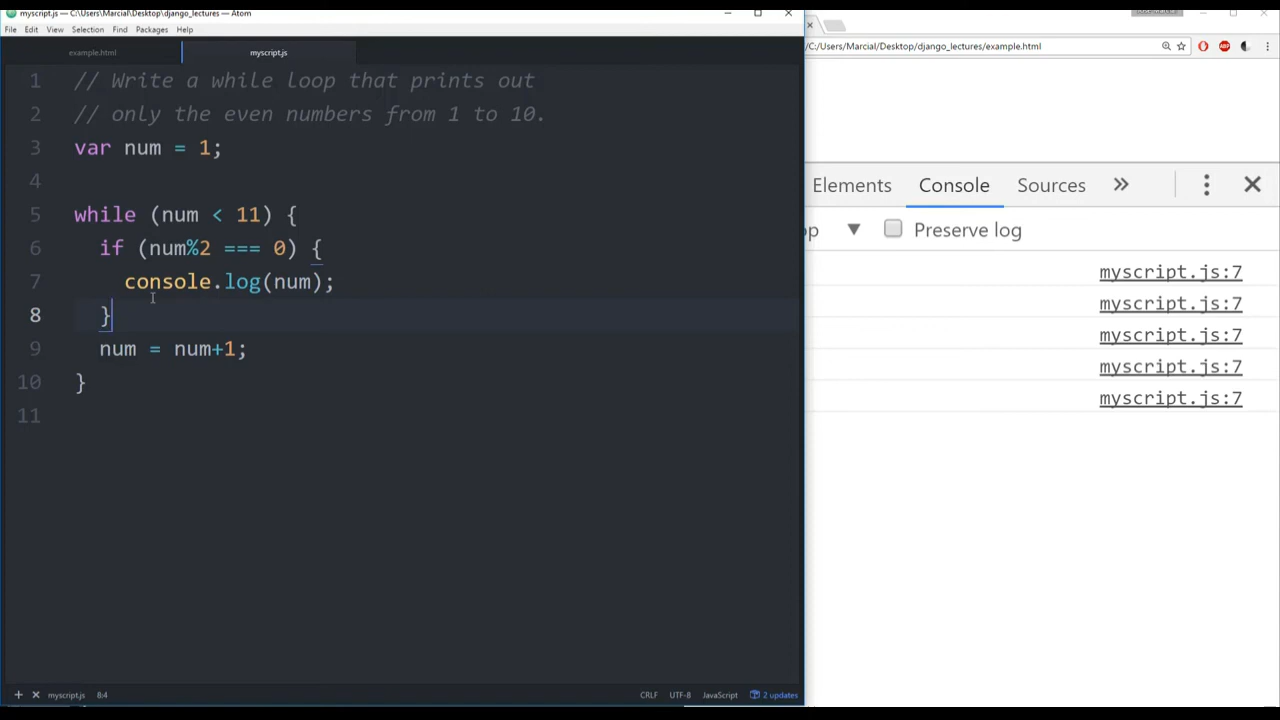 myscript.js — C:\Users\Marcial\Desktop\django_lectures — Atom
File Edit View Selection Find Packages Help
example.html myscript.js
1 // Write a while loop that prints out
2 // only the even numbers from 1 to 10.
3 var num = 1;
4
5 while (num < 11) {
6 if (num%2 === 0) {
7 console.log(num);
8 }
9 num = num+1;
10 }
11
myscript.js 8:4 CRLF UTF-8 JavaScript 2 updates
/C:/Users/Marcial/Desktop/django_lectures/example.html ABP
Elements Console Sources
op Preserve log
myscript.js:7
myscript.js:7
myscript.js:7
myscript.js:7
myscript.js:7